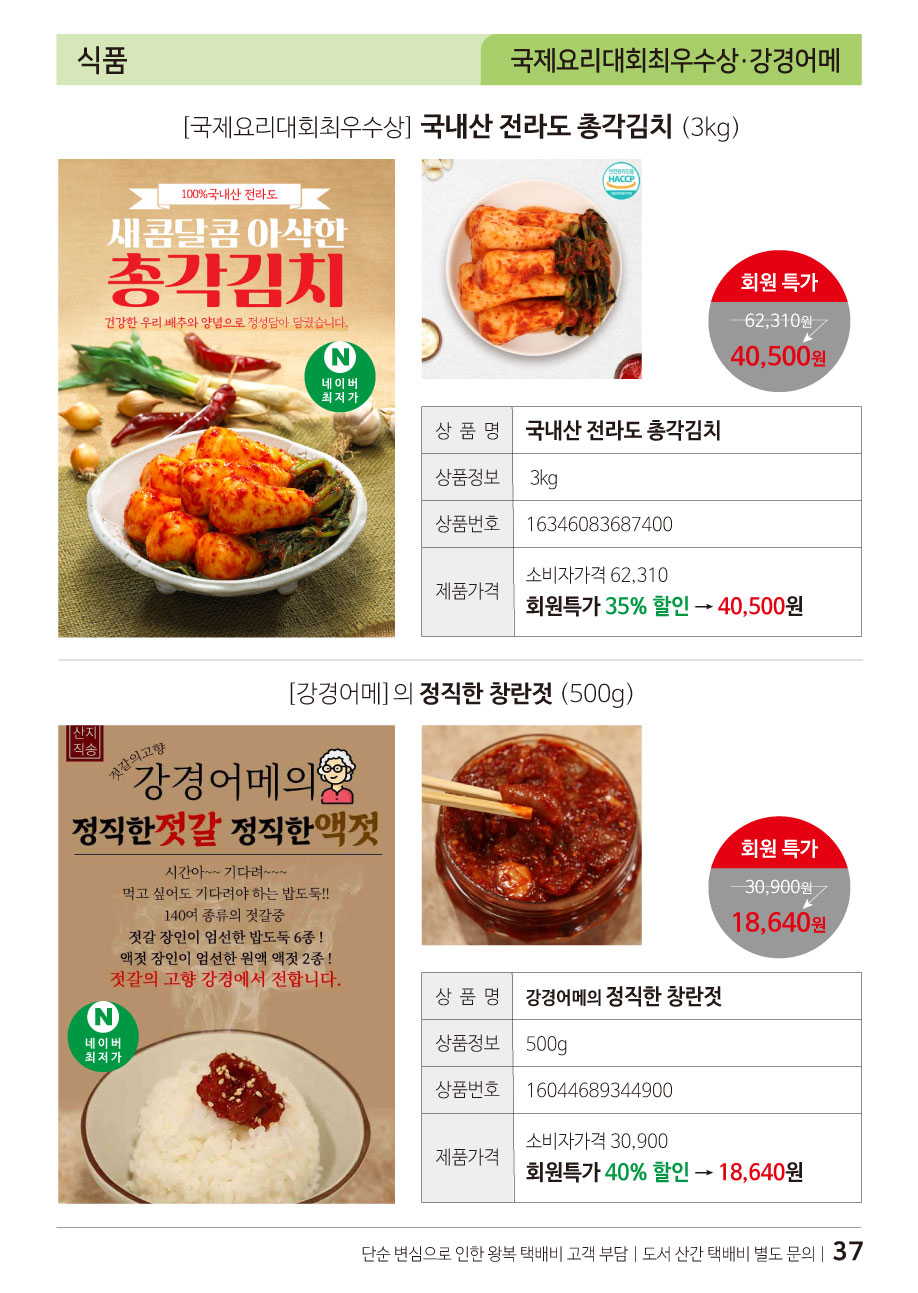 식품
국제요리대회최우수상·강경어메
[국제요리대회최우수상] 국내산 전라도 총각김치 (3kg)
100%국내산 전라도
새콤달콤 아삭한
총각김치
건강한 우리 배추와 양념으로 정성담아 담궜습니다.
N
네이버
최저가
HACCP
회원 특가
62,310원
40,500원
상 품 명 국내산 전라도 총각김치
상품정보 3kg
상품번호 16346083687400
제품가격
소비자가격 62,310
회원특가 35% 할인 → 40,500원
[강경어메]의 정직한 창란젓 (500g)
산지
직송
젓갈의고향
강경어메의
정직한젓갈 정직한액젓
시간아~~ 기다려~~~
먹고 싶어도 기다려야 하는 밥도둑!!
140여 종류의 젓갈중
젓갈 장인이 엄선한 밥도둑 6종 !
액젓 장인이 엄선한 원액 액젓 2종 !
젓갈의 고향 강경에서 전합니다.
N
네이버
최저가
회원 특가
30,900원
18,640원
상 품 명 강경어메의 정직한 창란젓
상품정보 500g
상품번호 16044689344900
제품가격
소비자가격 30,900
회원특가 40% 할인 → 18,640원
단순 변심으로 인한 왕복 택배비 고객 부담 | 도서 산간 택배비 별도 문의 | 37